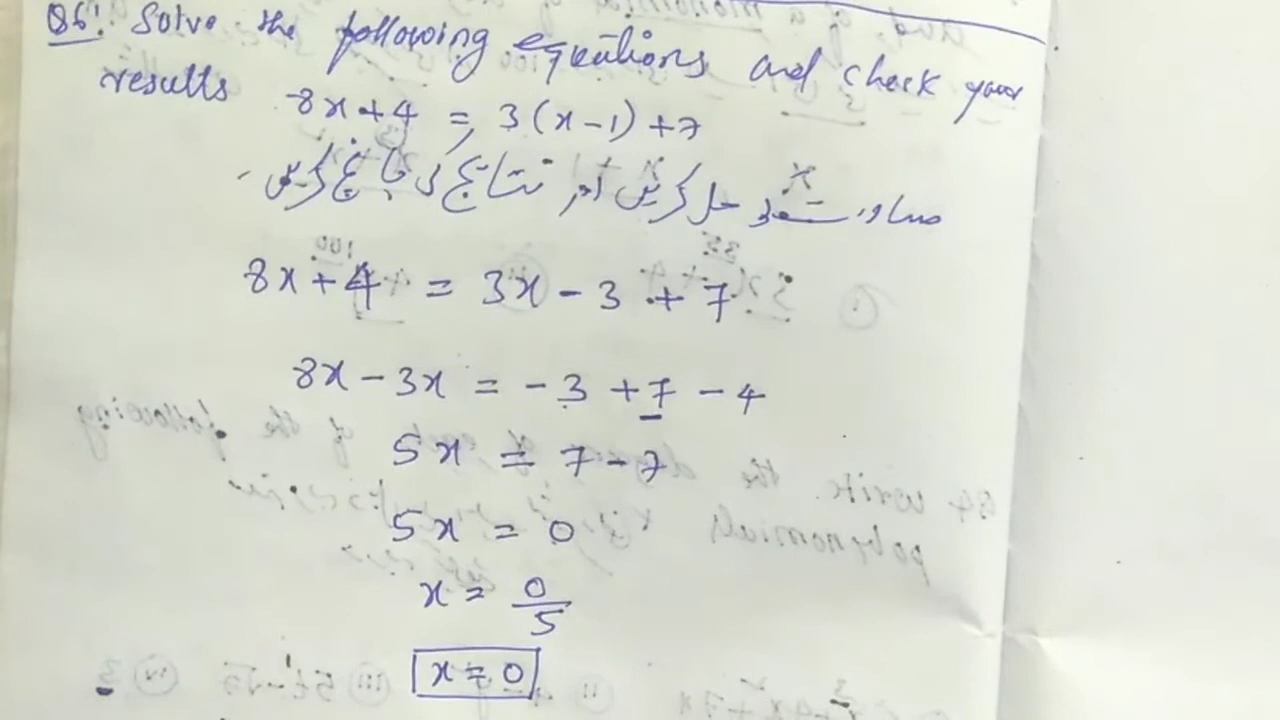 Q6! Solve the following equations and check your
results 8x+4 = 3(x-1)+7
مساوات حل کریں اور نتائج کی جانچ کریں۔
8x+4 = 3x-3+7
8x-3x = -3+7-4
5x = 7-7
5x = 0
x = 0/5
x = 0